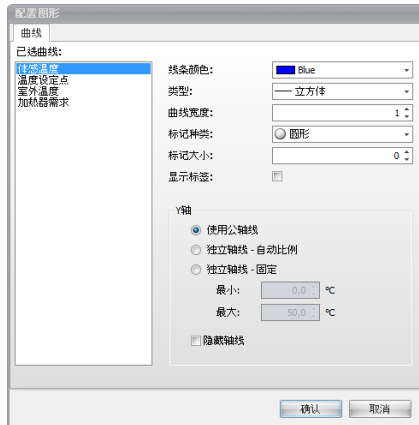 配置图形
曲线
已选曲线:
体感温度
温度设定点
室外温度
加热器需求
线条颜色: Blue
类型: 立方体
曲线宽度: 1
标记种类: 圆形
标记大小: 0
显示标签:
Y轴
使用公轴线
独立轴线 - 自动比例
独立轴线 - 固定
最小: 0,0 °C
最大: 50,0 °C
隐藏轴线
确认 取消